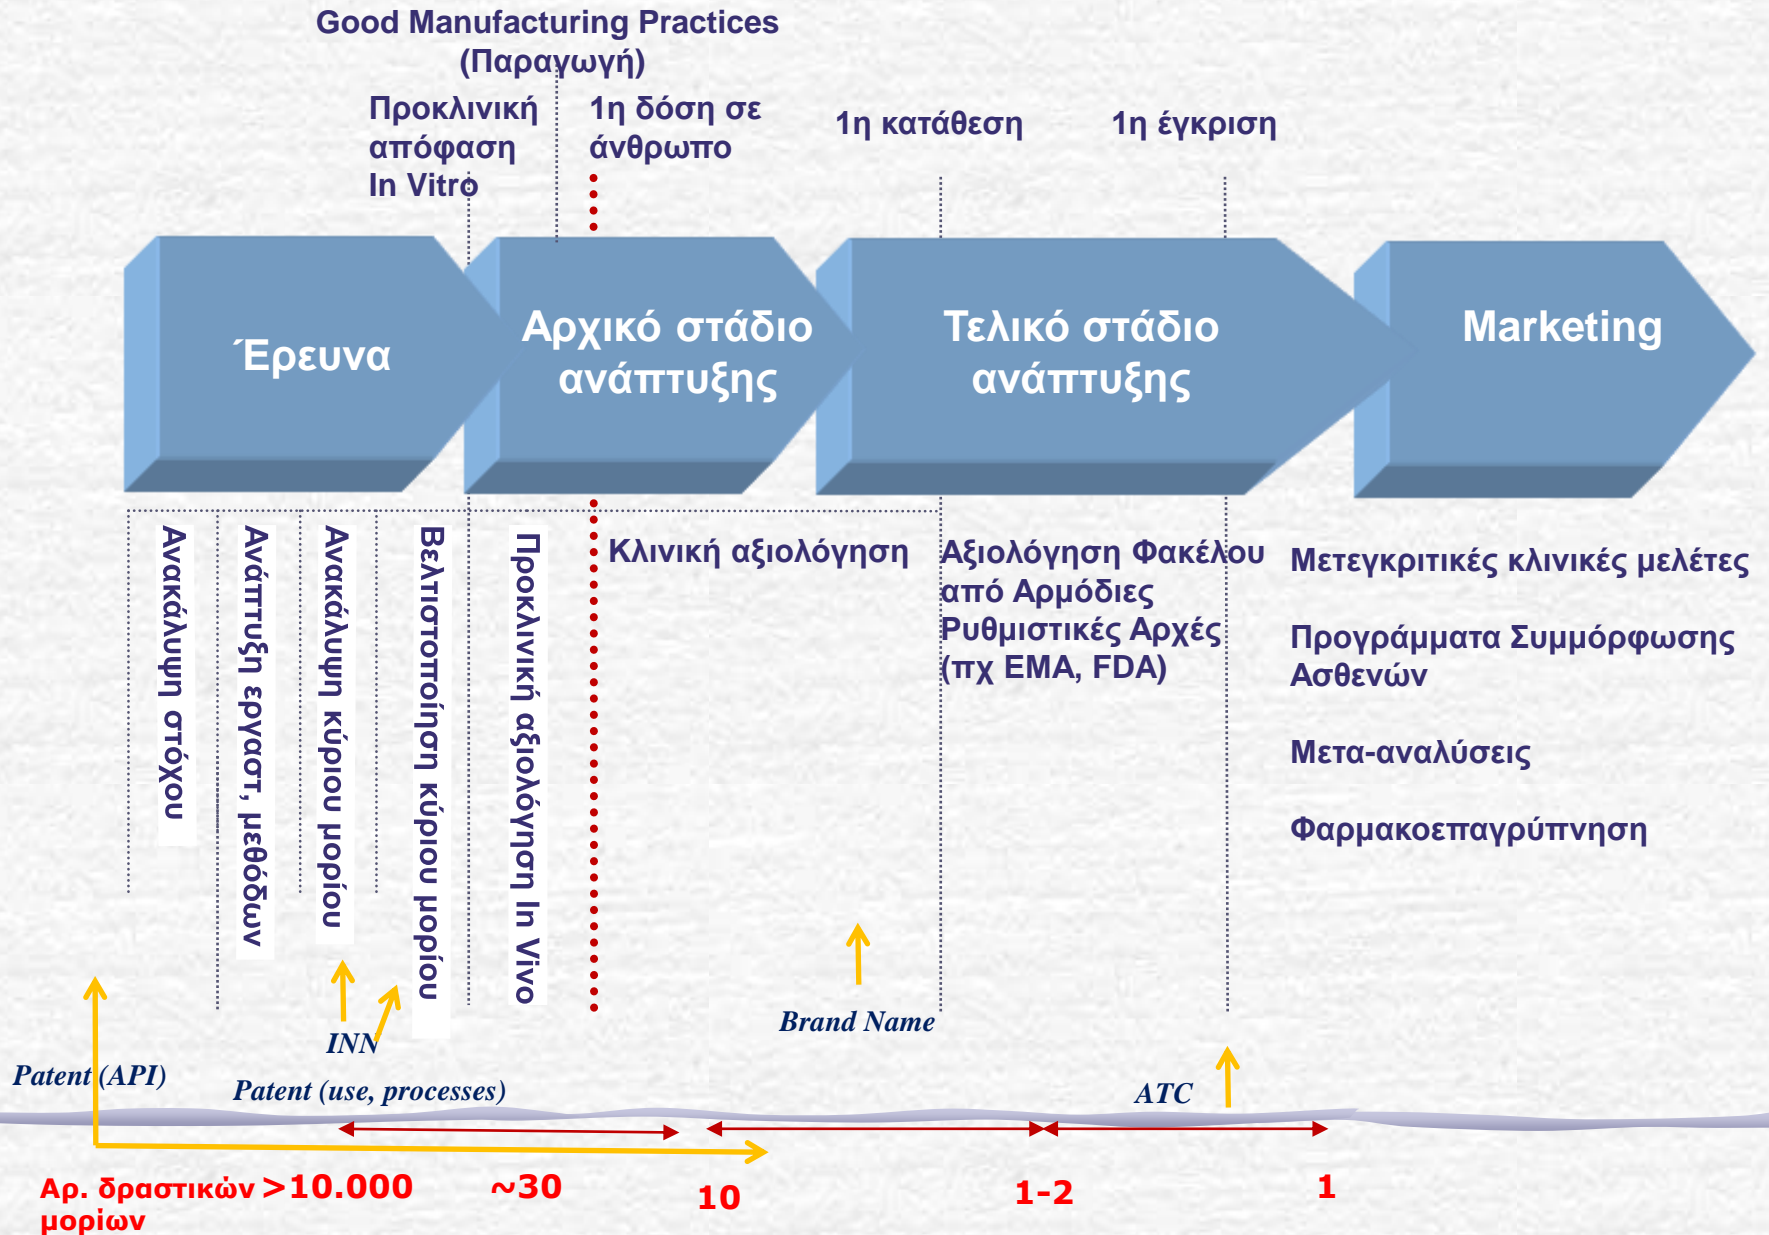 Good Manufacturing Practices
(Παραγωγή)
Προκλινική
απόφαση
In Vitro
1η δόση σε
άνθρωπο
1η κατάθεση
1η έγκριση
Έρευνα
Αρχικό στάδιο
ανάπτυξης
Τελικό στάδιο
ανάπτυξης
Marketing
Ανακάλυψη στόχου
Ανάπτυξη εργαστ, μεθόδων
Ανακάλυψη κύριου μορίου
Βελτιστοποίηση κύριου μορίου
Προκλινική αξιολόγηση In Vivo
Κλινική αξιολόγηση
Αξιολόγηση Φακέλου
από Αρμόδιες
Ρυθμιστικές Αρχές
(πχ EMA, FDA)
Μετεγκριτικές κλινικές μελέτες
Προγράμματα Συμμόρφωσης
Ασθενών
Μετα-αναλύσεις
Φαρμακοεπαγρύπνηση
Brand Name
INN
Patent (API)
Patent (use, processes)
ATC
Αρ. δραστικών
μορίων
>10.000
~30
10
1-2
1